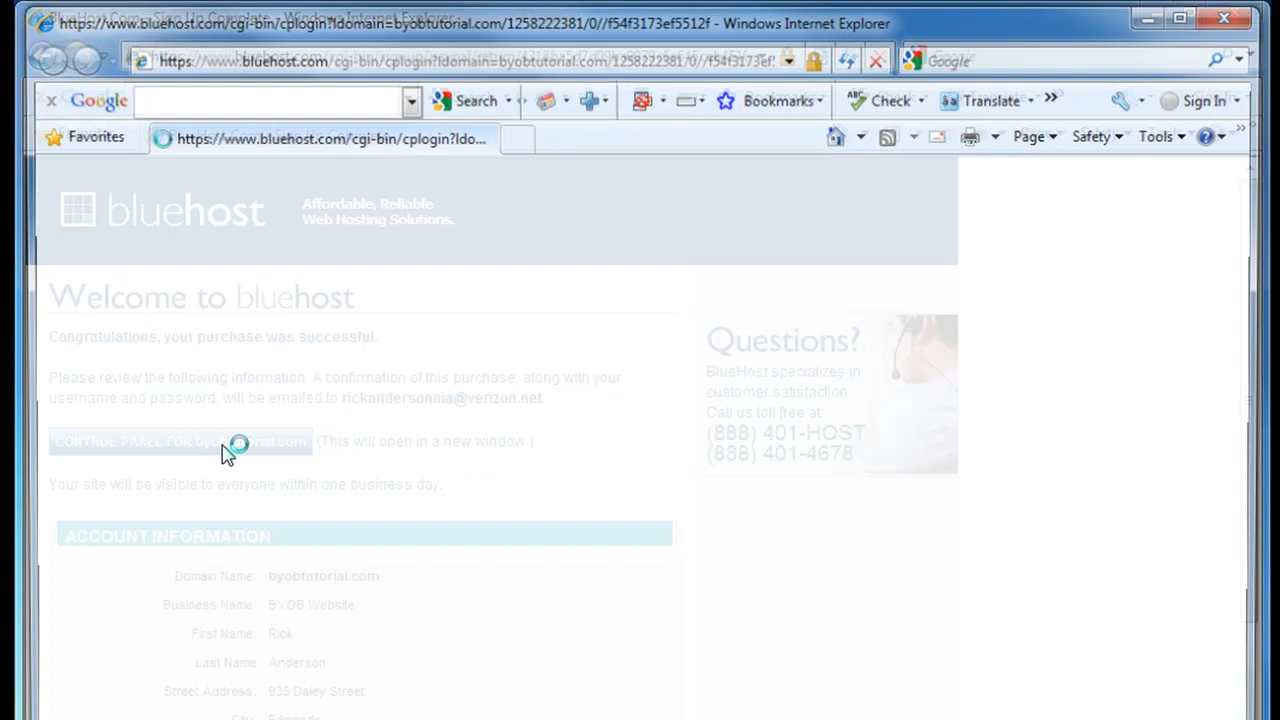 https://www.bluehost.com/cgi-bin/cplogin?ldomain=byobtutorial.com/1258222381/0//f54f3173ef5512f - Windows Internet Explorer
https://www.bluehost.com/cgi-bin/cplogin?ldomain=byobtutorial.com/1258222381/0//f54f3173ef!
Google
Google
Search
Bookmarks
Check
Translate
Sign In
Favorites
https://www.bluehost.com/cgi-bin/cplogin?ldo...
Page
Safety
Tools
bluehost
Affordable, Reliable
Web Hosting Solutions.
Welcome to bluehost
Congratulations, your purchase was successful.
Please review the following information. A confirmation of this purchase, along with your
username and password, will be emailed to rickandersonaia@verizon.net.
CONTROL PANEL FOR byobtutorial.com (This will open in a new window.)
Your site will be visible to everyone within one business day.
Questions?
BlueHost specializes in
customer satisfaction
Call us toll free at:
(888) 401-HOST
(888) 401-4678
ACCOUNT INFORMATION
Domain Name: byobtutorial.com
Business Name: BYOB Website
First Name: Rick
Last Name: Anderson
Street Address: 935 Daley Street
City: Edmonds